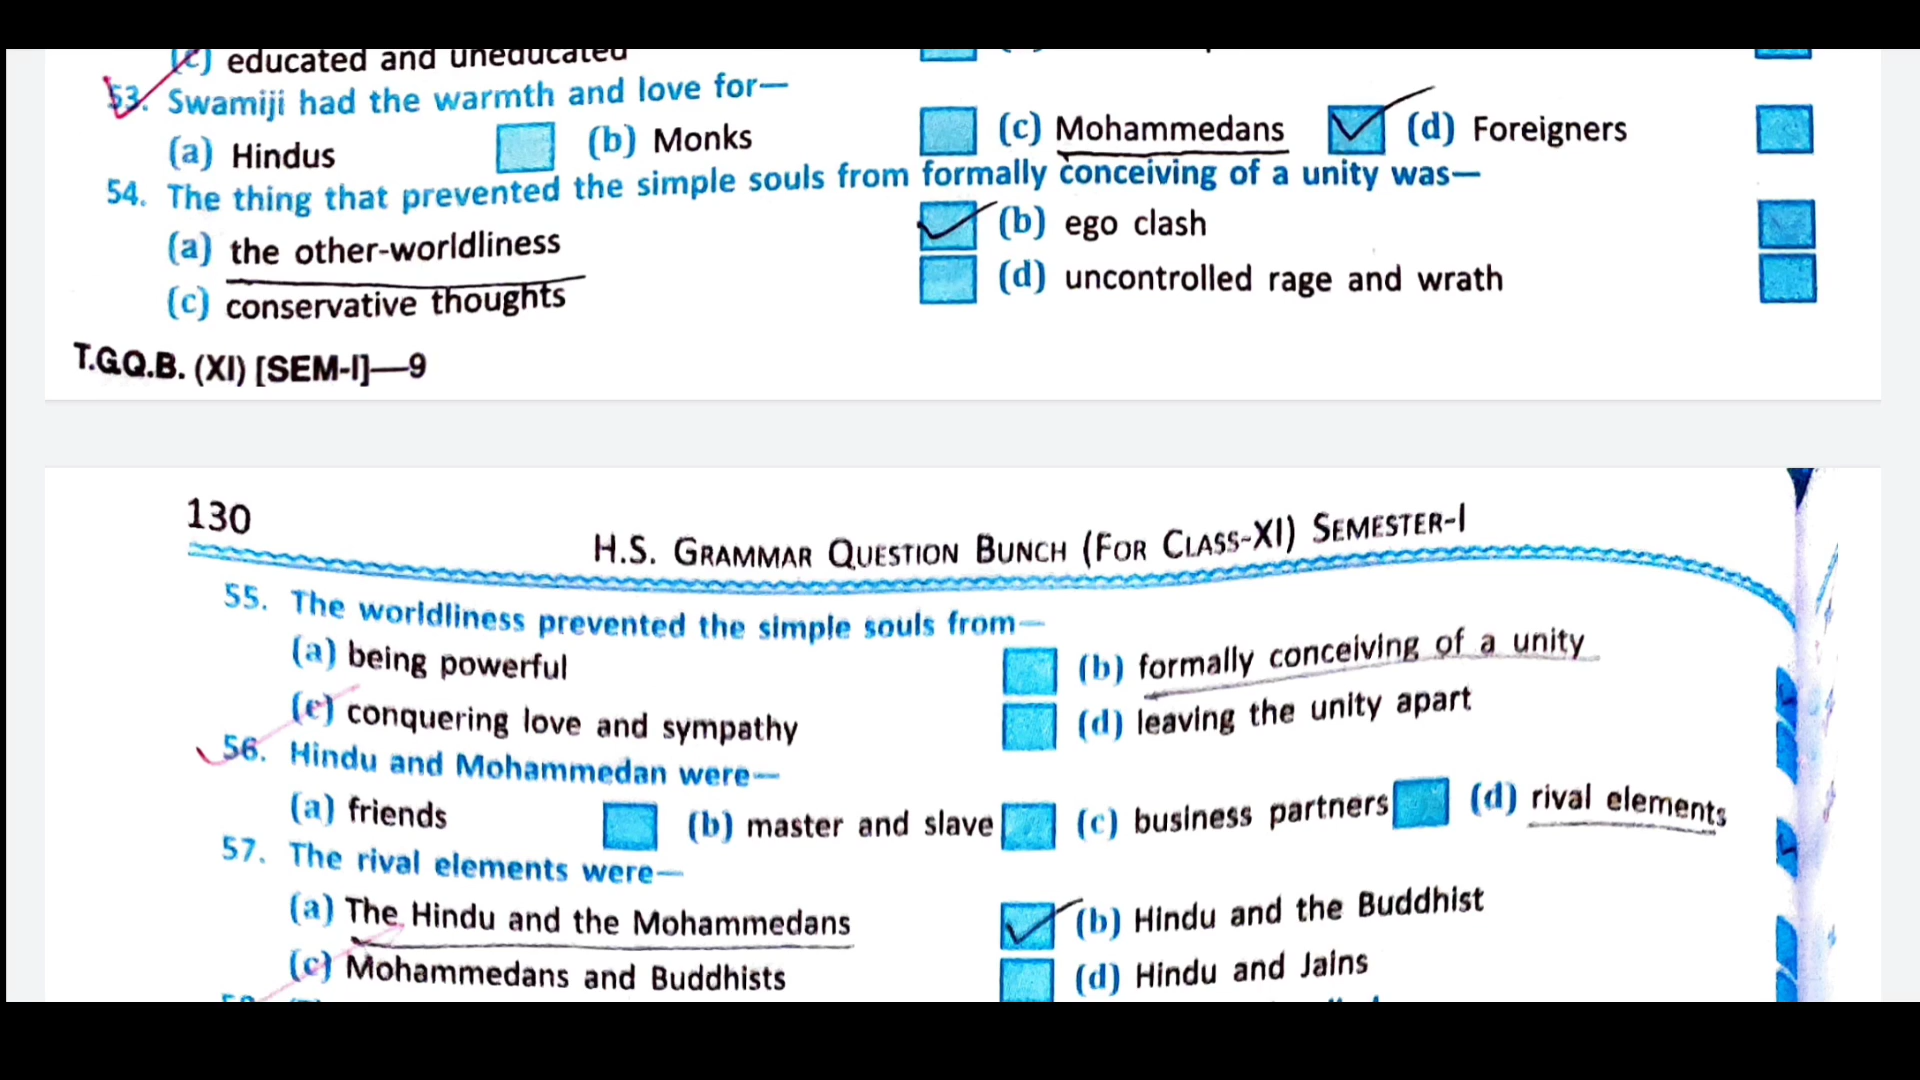 (c) educated and uneducated
53. Swamiji had the warmth and love for—
(a) Hindus (b) Monks (c) Mohammedans (d) Foreigners
54. The thing that prevented the simple souls from formally conceiving of a unity was—
(a) the other-worldliness (b) ego clash
(c) conservative thoughts (d) uncontrolled rage and wrath
T.G.Q.B. (XI) [SEM-I]—9
130 H.S. GRAMMAR QUESTION BUNCH (FOR CLASS-XI) SEMESTER-I
55. The worldliness prevented the simple souls from—
(a) being powerful (b) formally conceiving of a unity
(c) conquering love and sympathy (d) leaving the unity apart
56. Hindu and Mohammedan were—
(a) friends (b) master and slave (c) business partners (d) rival elements
57. The rival elements were—
(a) The Hindu and the Mohammedans (b) Hindu and the Buddhist
(c) Mohammedans and Buddhists (d) Hindu and Jains